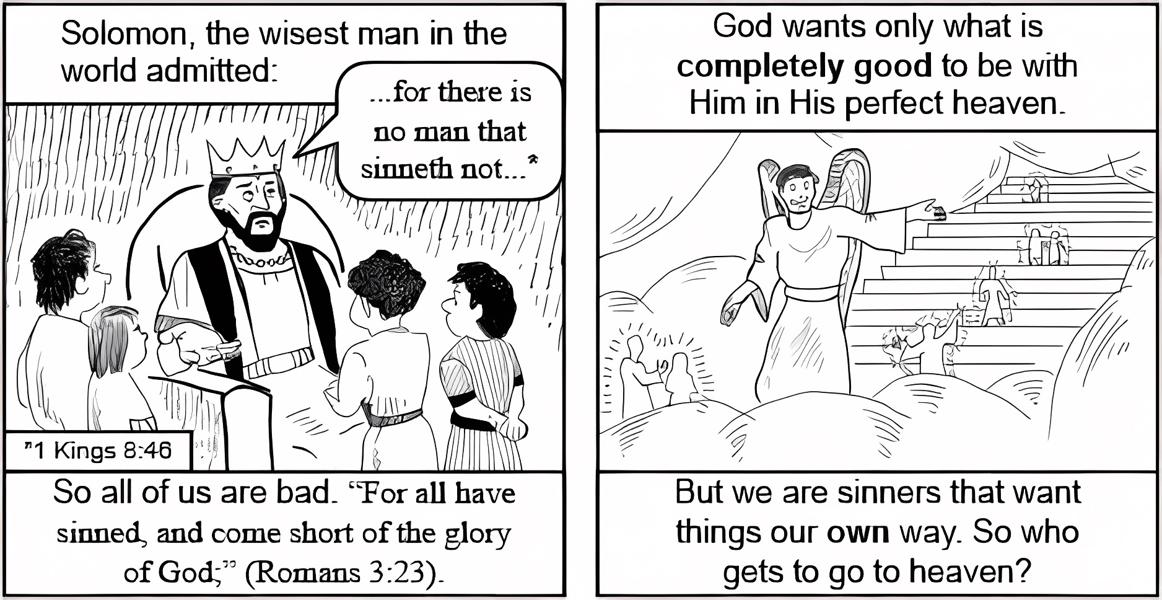 Solomon, the wisest man in the
world admitted:
...for there is
no man that
sinneth not...*
*1 Kings 8:46
So all of us are bad. “For all have
sinned, and come short of the glory
of God;” (Romans 3:23).
God wants only what is
completely good to be with
Him in His perfect heaven.
But we are sinners that want
things our own way. So who
gets to go to heaven?